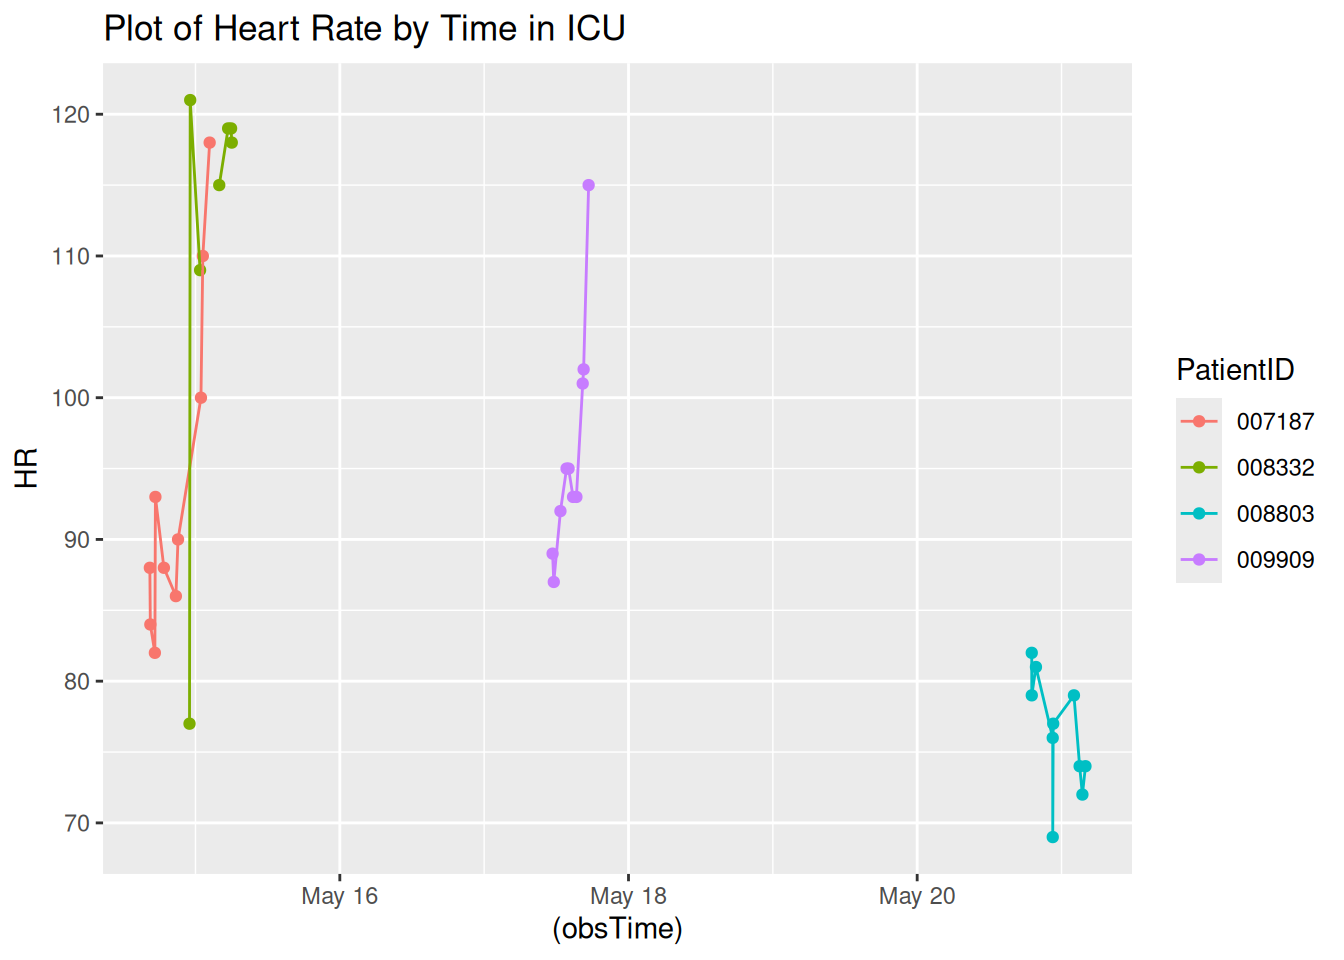 Plot of Heart Rate by Time in ICU
120
110
100
90
80
70
HR
May 16
May 18
May 20
(obsTime)
PatientID
007187
008332
008803
009909